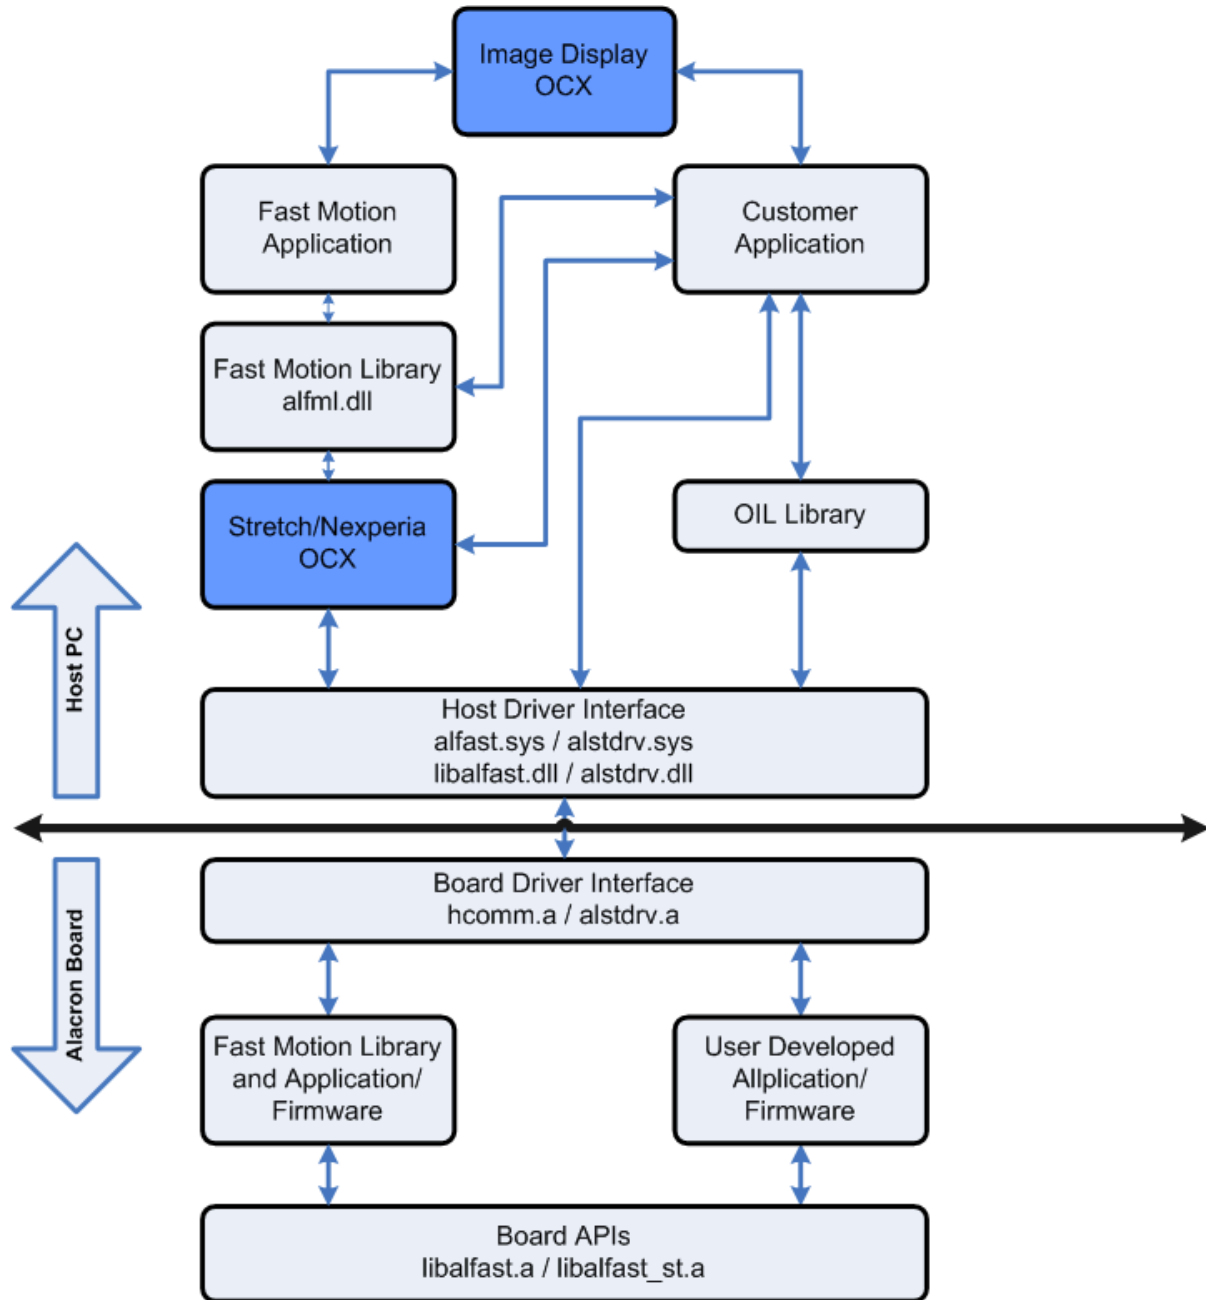 Image Display
OCX
Fast Motion
Application
Customer
Application
Fast Motion Library
alfml.dll
Stretch/Nexperia
OCX
OIL Library
Host PC
Host Driver Interface
alfast.sys / alstdrv.sys
libalfast.dll / alstdrv.dll
Alacron Board
Board Driver Interface
hcomm.a / alstdrv.a
Fast Motion Library
and Application/
Firmware
User Developed
Allplication/
Firmware
Board APIs
libalfast.a / libalfast_st.a